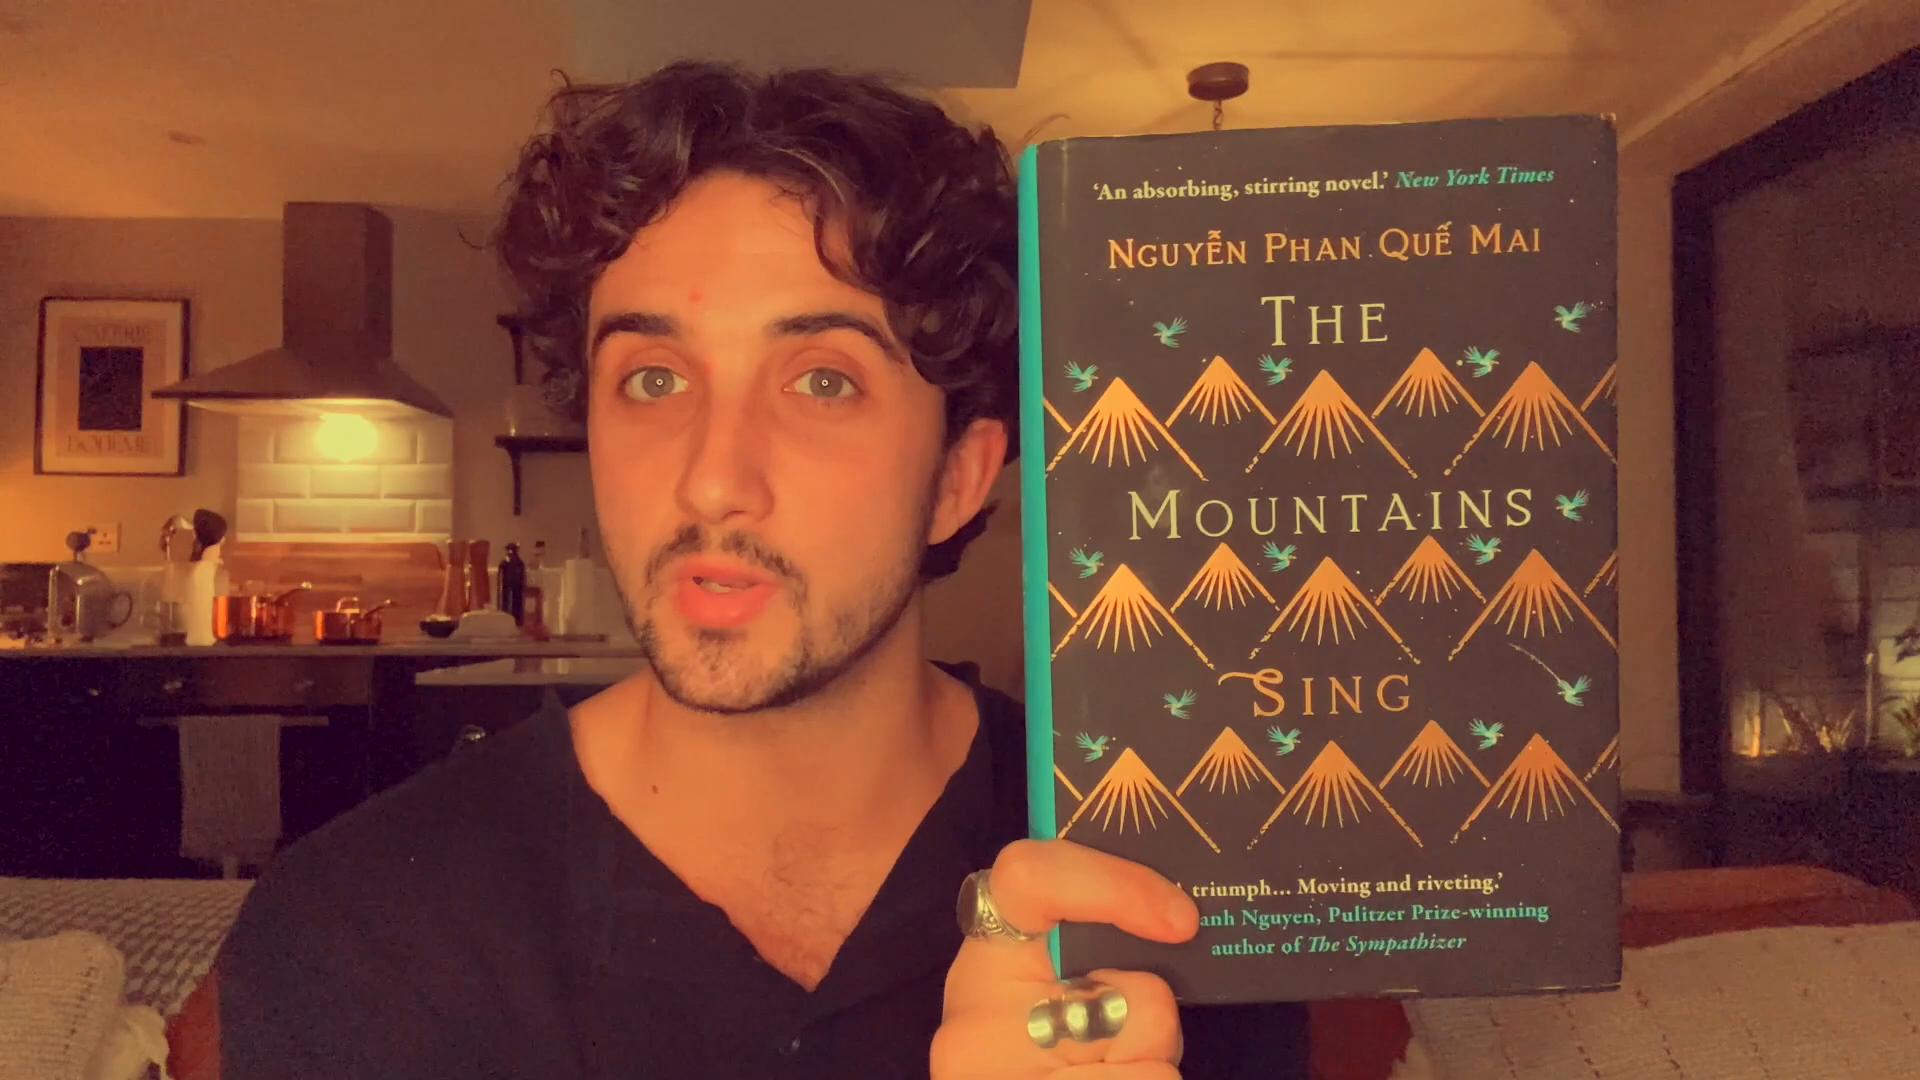 ‘An absorbing, stirring novel.’ New York Times
NGUYỄN PHAN QUẾ MAI
THE
MOUNTAINS
SING
triumph... Moving and riveting.’
anh Nguyen, Pulitzer Prize-winning
author of The Sympathizer